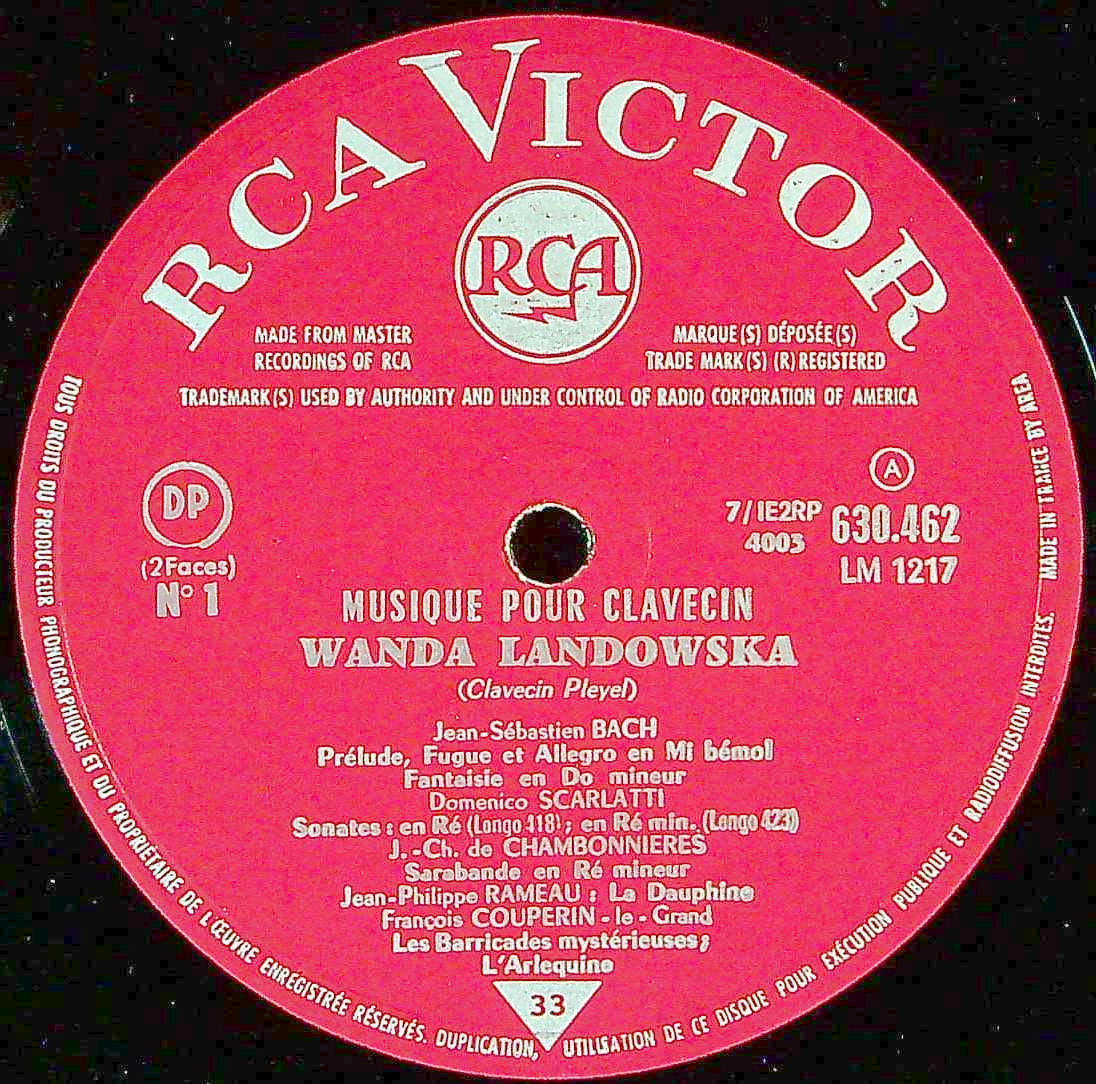 RCA VICTOR
RCA
MADE FROM MASTER
RECORDINGS OF RCA
MARQUE(S) DÉPOSÉE(S)
TRADE MARK(S) (R) REGISTERED
TRADEMARK(S) USED BY AUTHORITY AND UNDER CONTROL OF RADIO CORPORATION OF AMERICA
DP
(2 Faces)
N° 1
A
7/IE2RP
4003
630.462
LM 1217
MUSIQUE POUR CLAVECIN
WANDA LANDOWSKA
(Clavecin Pleyel)
Jean-Sébastien BACH
Prélude, Fugue et Allegro en Mi bémol
Fantaisie en Do mineur
Domenico SCARLATTI
Sonates : en Ré (Longo 418) ; en Ré min. (Longo 423)
J.-Ch. de CHAMBONNIERES
Sarabande en Ré mineur
Jean-Philippe RAMEAU : La Dauphine
François COUPERIN - le - Grand
Les Barricades mystérieuses ;
L'Arlequine
33
TOUS DROITS DU PRODUCTEUR PHONOGRAPHIQUE ET DU PROPRIÉTAIRE DE L'ŒUVRE ENREGISTRÉE RÉSERVÉS. DUPLICATION, UTILISATION DE CE DISQUE POUR EXÉCUTION PUBLIQUE ET RADIODIFFUSION INTERDITES. MADE IN FRANCE BY AREA